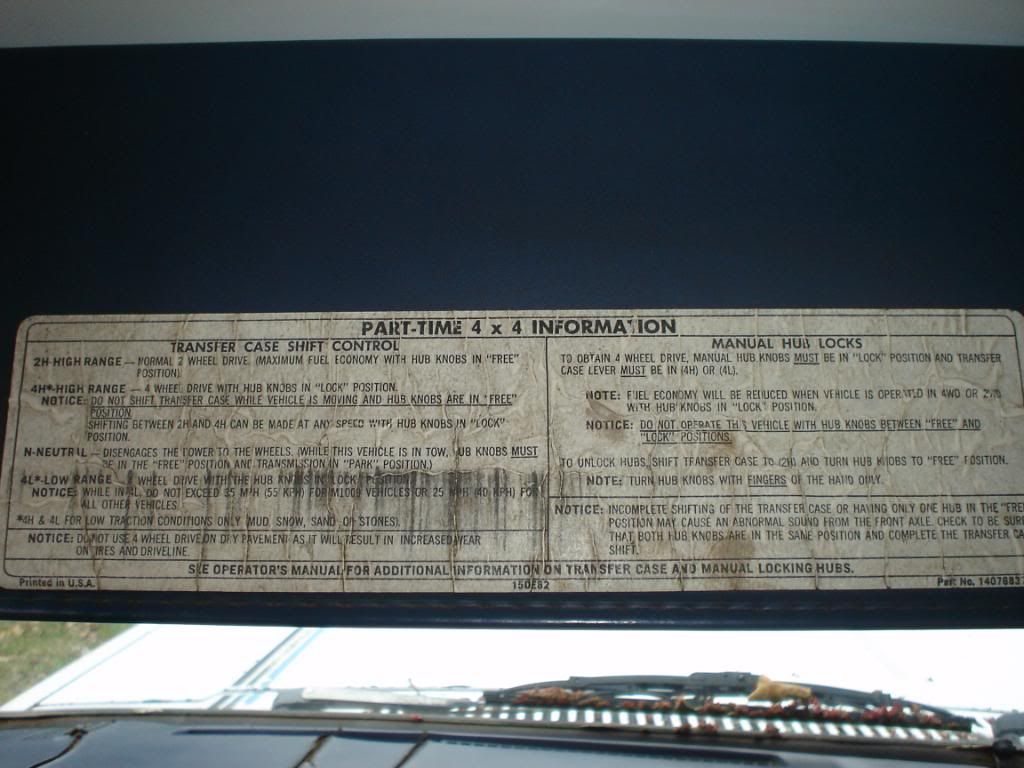 PART-TIME 4 x 4 INFORMATION
TRANSFER CASE SHIFT CONTROL
2H-HIGH RANGE — NORMAL 2 WHEEL DRIVE. (MAXIMUM FUEL ECONOMY WITH HUB KNOBS IN "FREE"
POSITION).
4H*-HIGH RANGE — 4 WHEEL DRIVE WITH HUB KNOBS IN "LOCK" POSITION.
NOTICE: DO NOT SHIFT TRANSFER CASE WHILE VEHICLE IS MOVING AND HUB KNOBS ARE IN "FREE"
POSITION.
SHIFTING BETWEEN 2H AND 4H CAN BE MADE AT ANY SPEED WITH HUB KNOBS IN "LOCK"
POSITION.
N-NEUTRAL — DISENGAGES THE POWER TO THE WHEELS. (WHILE THIS VEHICLE IS IN TOW, HUB KNOBS MUST
BE IN THE "FREE" POSITION AND TRANSMISSION IN "PARK" POSITION.)
4L*-LOW RANGE — WHEEL DRIVE WITH THE HUB KNOBS IN "LOCK" POSITION.
NOTICE: WHILE IN 4L, DO NOT EXCEED 35 MPH (55 KPH) FOR M1009 VEHICLES OR 25 MPH (40 KPH) FOR
ALL OTHER VEHICLES.
*4H & 4L FOR LOW TRACTION CONDITIONS ONLY (MUD, SNOW, SAND, OR STONES).
NOTICE: DO NOT USE 4 WHEEL DRIVE ON DRY PAVEMENT AS IT WILL RESULT IN INCREASED WEAR
ON TIRES AND DRIVELINE.
MANUAL HUB LOCKS
TO OBTAIN 4 WHEEL DRIVE, MANUAL HUB KNOBS MUST BE IN "LOCK" POSITION AND TRANSFER
CASE LEVER MUST BE IN (4H) OR (4L).
NOTE: FUEL ECONOMY WILL BE REDUCED WHEN VEHICLE IS OPERATED IN 4WD OR 2WD
WITH HUB KNOBS IN "LOCK" POSITION.
NOTICE: DO NOT OPERATE THIS VEHICLE WITH HUB KNOBS BETWEEN "FREE" AND
"LOCK" POSITIONS.
TO UNLOCK HUBS, SHIFT TRANSFER CASE TO (2H) AND TURN HUB KNOBS TO "FREE" POSITION.
NOTE: TURN HUB KNOBS WITH FINGERS OF THE HAND ONLY.
NOTICE: INCOMPLETE SHIFTING OF THE TRANSFER CASE OR HAVING ONLY ONE HUB IN THE "FRE
POSITION MAY CAUSE AN ABNORMAL SOUND FROM THE FRONT AXLE. CHECK TO BE SUR
THAT BOTH HUB KNOBS ARE IN THE SAME POSITION AND COMPLETE THE TRANSFER CA
SHIFT.
SEE OPERATOR'S MANUAL FOR ADDITIONAL INFORMATION ON TRANSFER CASE AND MANUAL LOCKING HUBS.
Printed in U.S.A.
150E82
Part No. 1407683